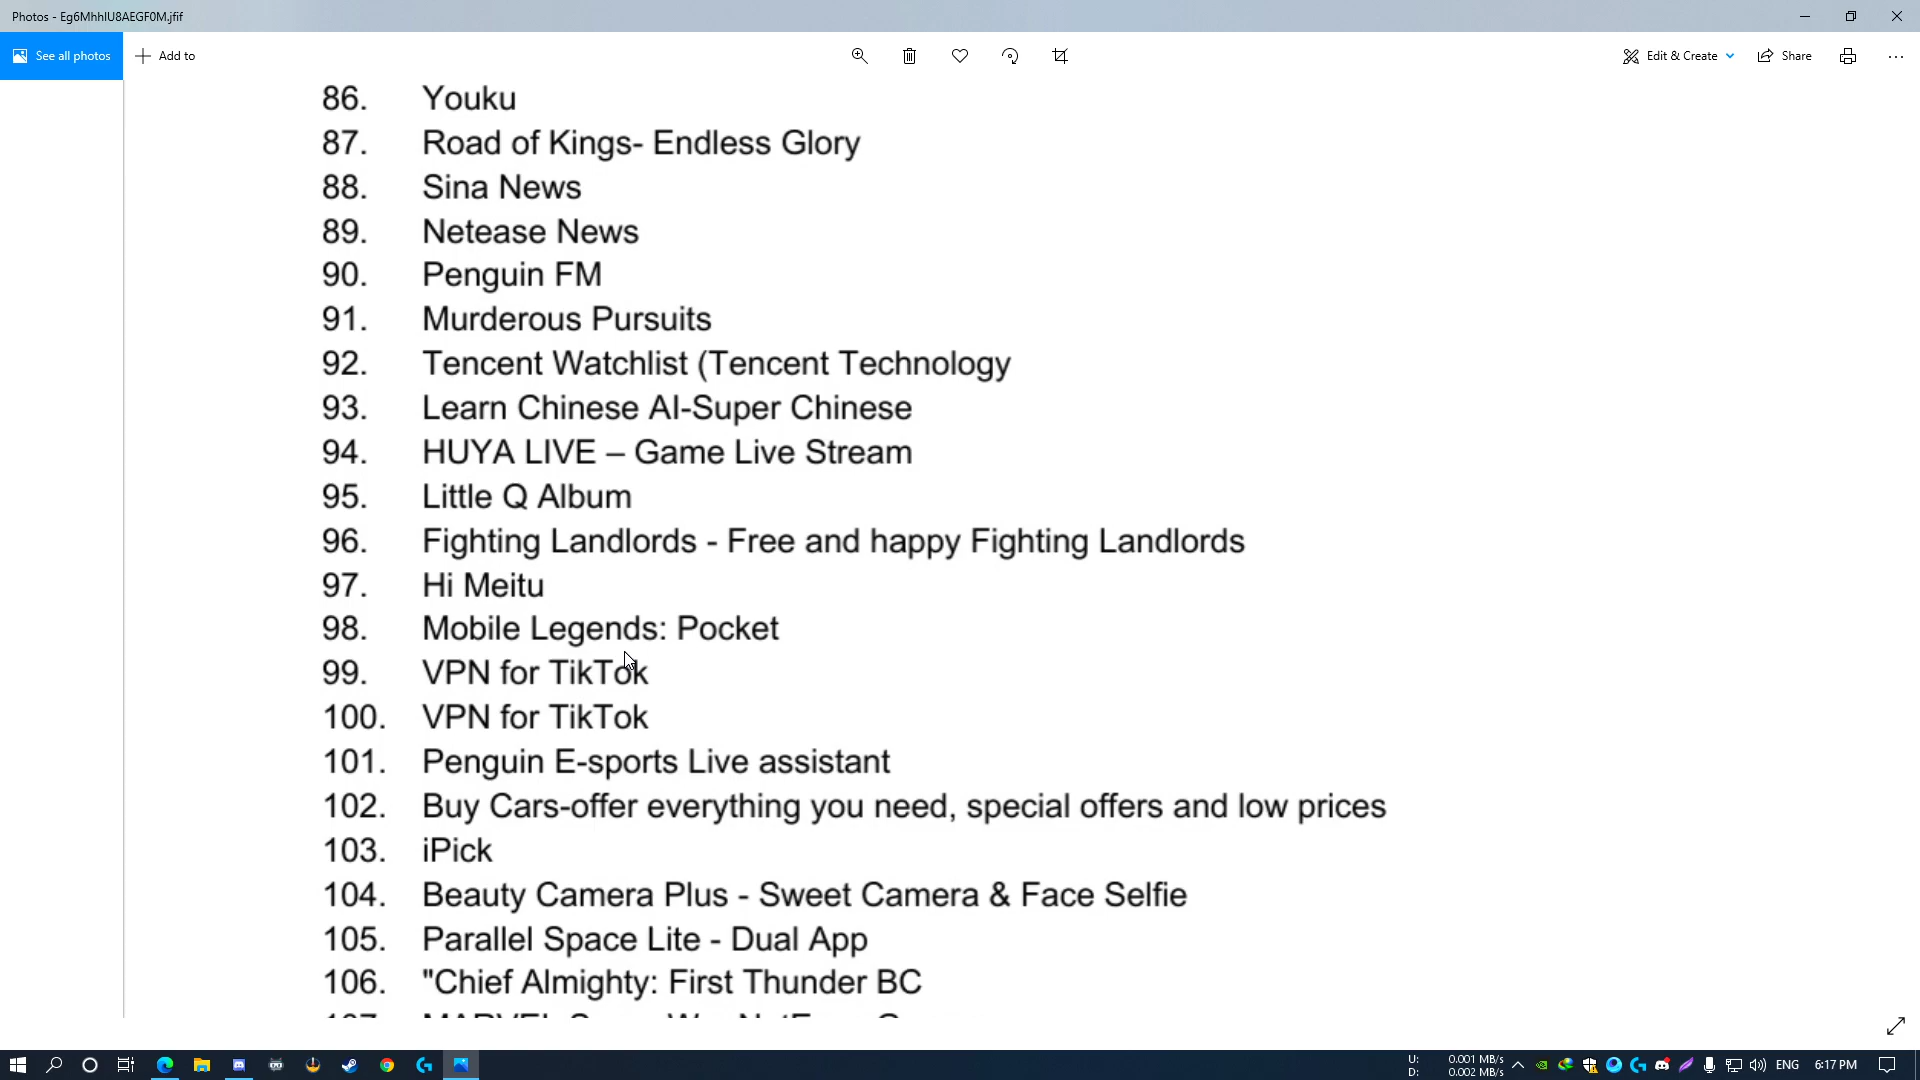 Photos - Eg6MhhlU8AEGF0M.jfif
See all photos
Add to
Edit & Create
Share
86. Youku
87. Road of Kings- Endless Glory
88. Sina News
89. Netease News
90. Penguin FM
91. Murderous Pursuits
92. Tencent Watchlist (Tencent Technology
93. Learn Chinese AI-Super Chinese
94. HUYA LIVE – Game Live Stream
95. Little Q Album
96. Fighting Landlords - Free and happy Fighting Landlords
97. Hi Meitu
98. Mobile Legends: Pocket
99. VPN for TikTok
100. VPN for TikTok
101. Penguin E-sports Live assistant
102. Buy Cars-offer everything you need, special offers and low prices
103. iPick
104. Beauty Camera Plus - Sweet Camera & Face Selfie
105. Parallel Space Lite - Dual App
106. "Chief Almighty: First Thunder BC
U: 0.001 MB/s
D: 0.002 MB/s
ENG
6:17 PM